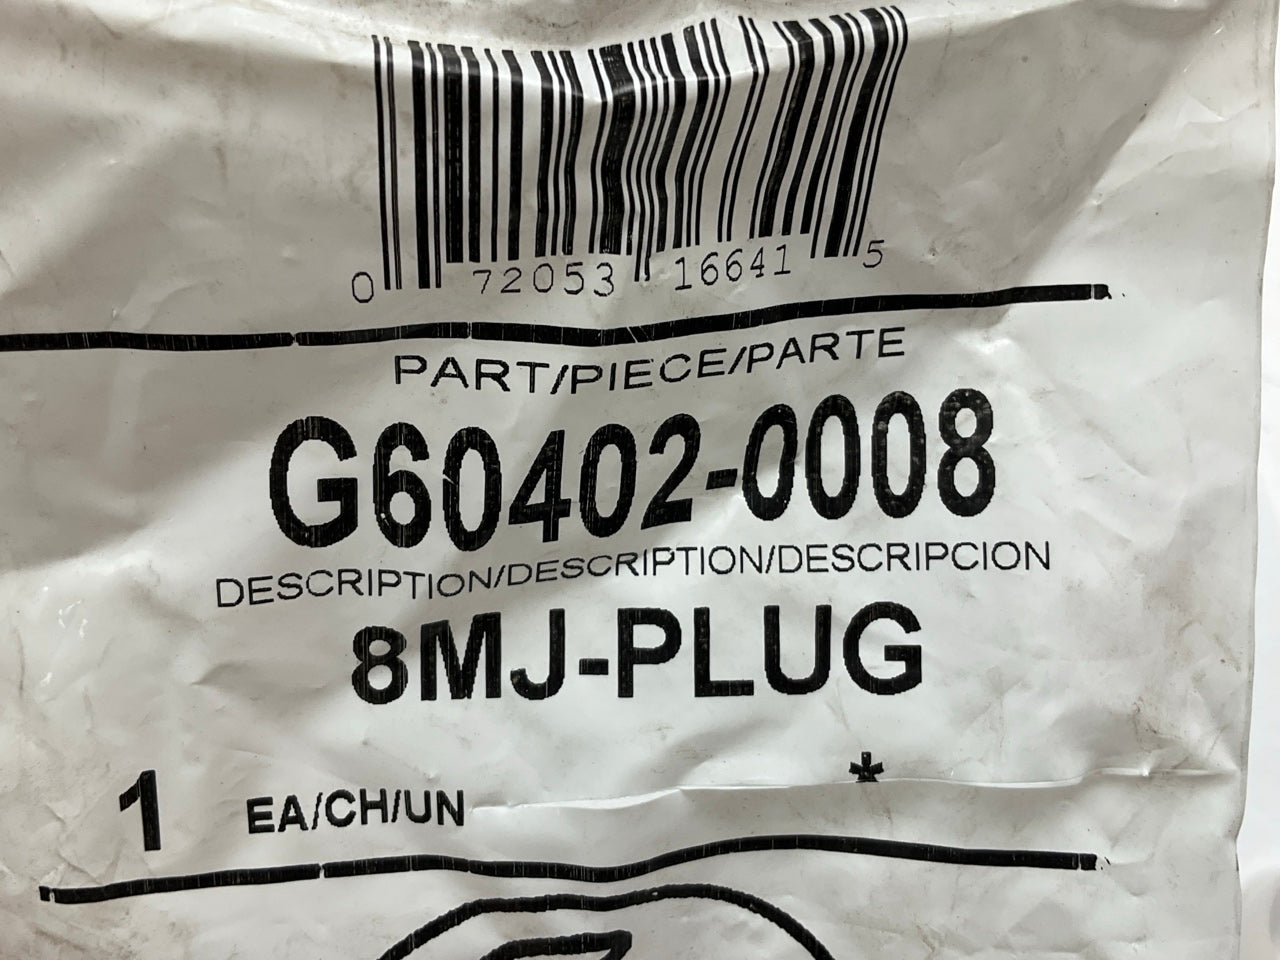 0 72053 16641 5
PART/PIECE/PARTE
G60402-0008
DESCRIPTION/DESCRIPTION/DESCRIPCION
8MJ-PLUG
*
1 EA/CH/UN